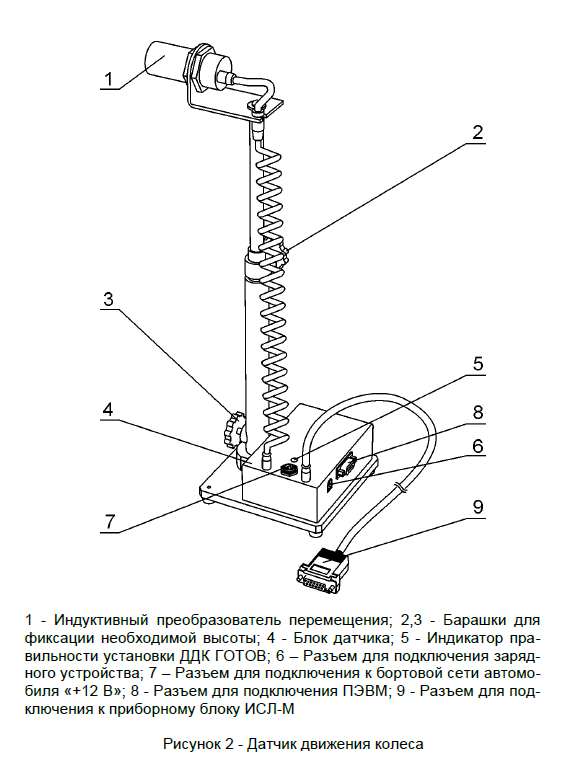 1
2
3
4
5
8
6
7
9
1 - Индуктивный преобразователь перемещения; 2,3 - Барашки для
фиксации необходимой высоты; 4 - Блок датчика; 5 - Индикатор пра-
вильности установки ДДК ГОТОВ; 6 – Разъем для подключения заряд-
ного устройства; 7 – Разъем для подключения к бортовой сети автомо-
биля «+12 В»; 8 - Разъем для подключения ПЭВМ; 9 - Разъем для под-
ключения к приборному блоку ИСЛ-М
Рисунок 2 - Датчик движения колеса